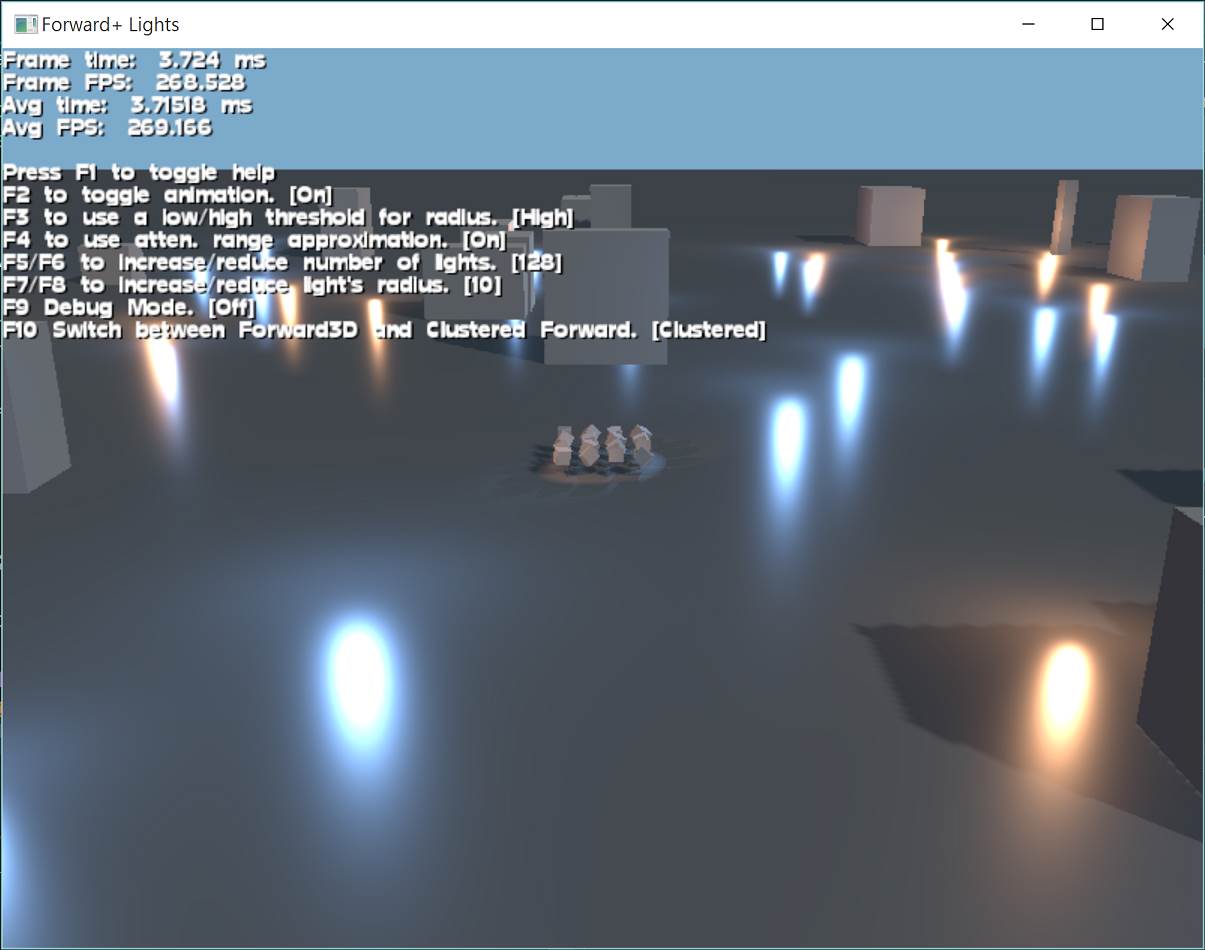 Forward+ Lights
Frame time: 3.724 ms
Frame FPS: 268.528
Avg time: 3.71518 ms
Avg FPS: 269.166
Press F1 to toggle help
F2 to toggle animation. [On]
F3 to use a low/high threshold for radius. [High]
F4 to use atten. range approximation. [On]
F5/F6 to increase/reduce number of lights. [128]
F7/F8 to increase/reduce light's radius. [10]
F9 Debug Mode. [Off]
F10 Switch between Forward3D and Clustered Forward. [Clustered]